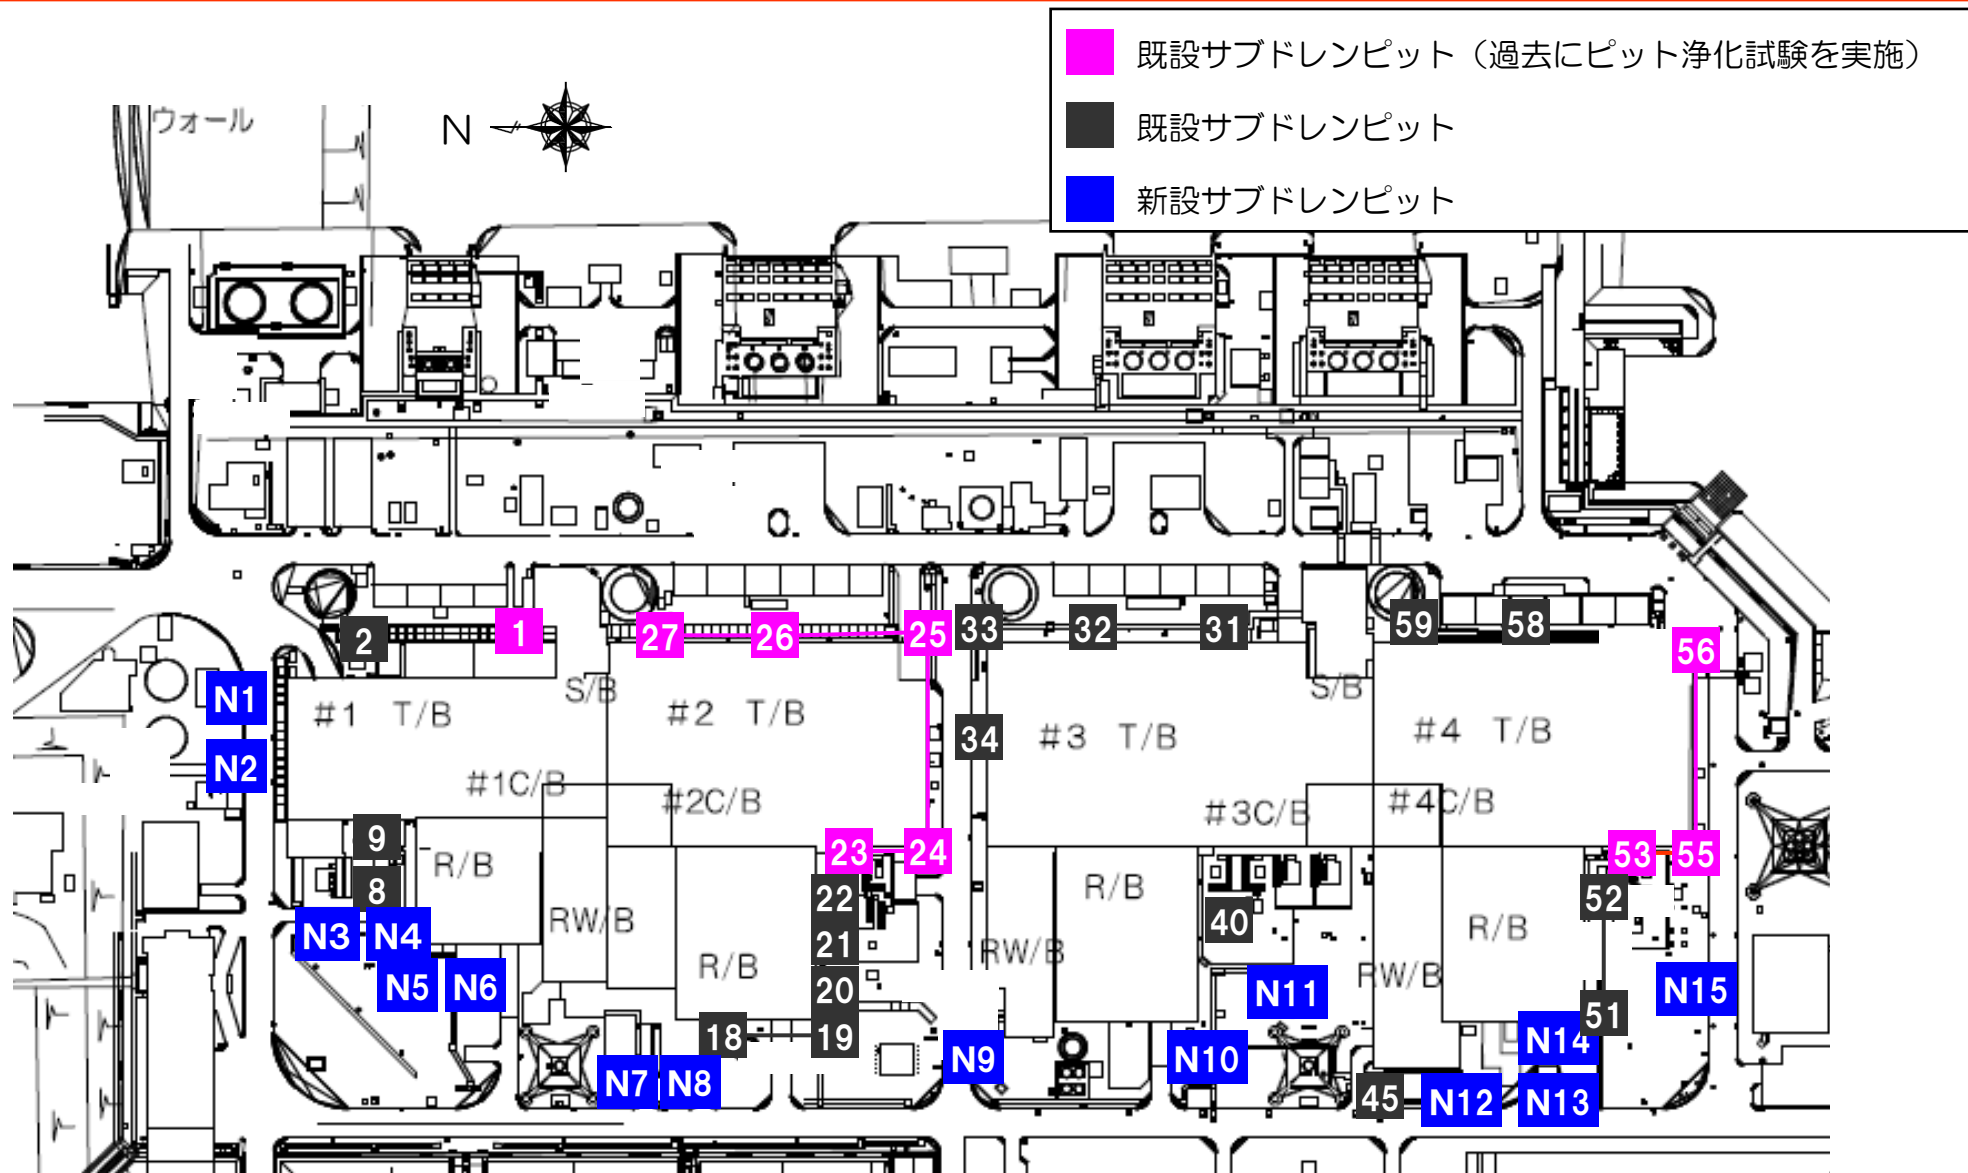 既設サブドレンピット（過去にピット浄化試験を実施）
既設サブドレンピット
新設サブドレンピット
ウォール
N
2
1
27
26
25
33
32
31
59
58
56
N1
N2
#1 T/B
S/B
#2 T/B
34
#3 T/B
S/B
#4 T/B
#1C/B
#2C/B
#3C/B
#4C/B
9
8
R/B
23
24
22
21
20
19
18
R/B
40
53
55
52
51
R/B
N3
N4
N5
N6
RW/B
R/B
RW/B
RW/B
N11
N15
N7
N8
N9
N10
N14
45
N12
N13